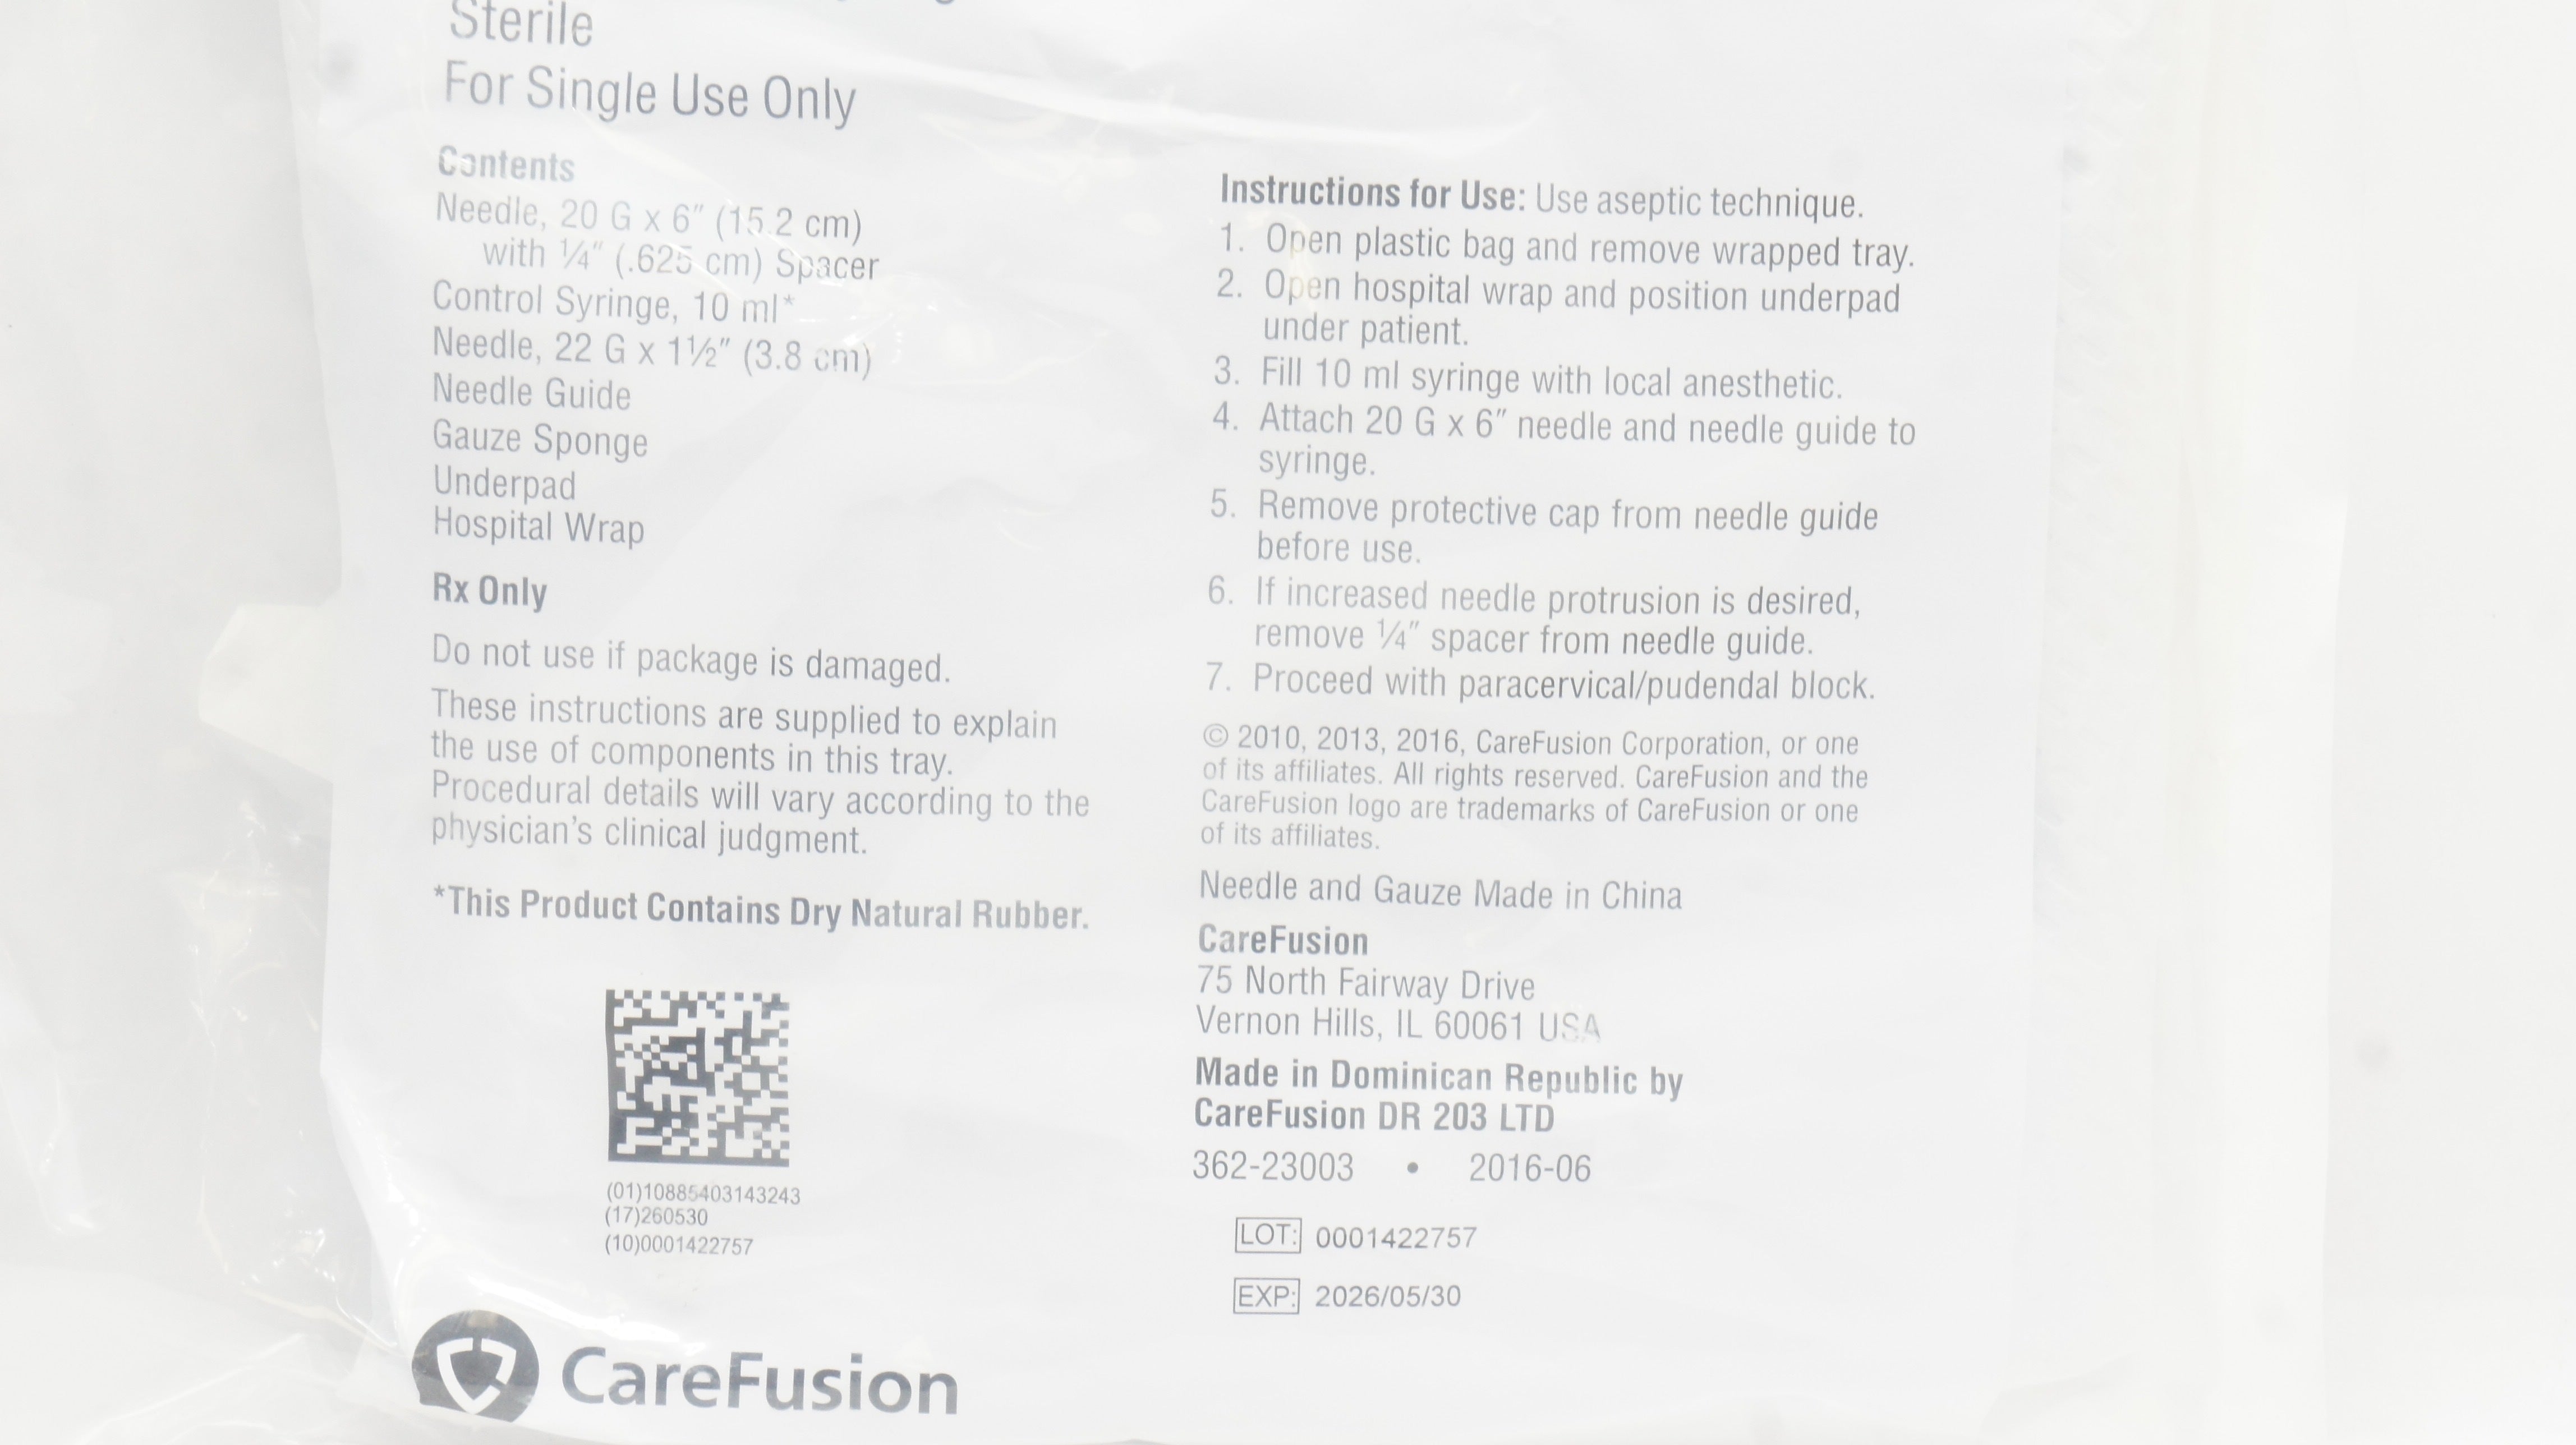 Sterile
For Single Use Only
Contents
Needle, 20 G x 6″ (15.2 cm)
with ¼″ (.625 cm) Spacer
Control Syringe, 10 ml*
Needle, 22 G x 1½″ (3.8 cm)
Needle Guide
Gauze Sponge
Underpad
Hospital Wrap
Rx Only
Do not use if package is damaged.
These instructions are supplied to explain
the use of components in this tray.
Procedural details will vary according to the
physician’s clinical judgment.
*This Product Contains Dry Natural Rubber.
(01)10885403143243
(17)260530
(10)0001422757
CareFusion
Instructions for Use: Use aseptic technique.
1. Open plastic bag and remove wrapped tray.
2. Open hospital wrap and position underpad
under patient.
3. Fill 10 ml syringe with local anesthetic.
4. Attach 20 G x 6″ needle and needle guide to
syringe.
5. Remove protective cap from needle guide
before use.
6. If increased needle protrusion is desired,
remove ¼″ spacer from needle guide.
7. Proceed with paracervical/pudendal block.
© 2010, 2013, 2016, CareFusion Corporation, or one
of its affiliates. All rights reserved. CareFusion and the
CareFusion logo are trademarks of CareFusion or one
of its affiliates.
Needle and Gauze Made in China
CareFusion
75 North Fairway Drive
Vernon Hills, IL 60061 USA
Made in Dominican Republic by
CareFusion DR 203 LTD
362-23003 • 2016-06
LOT: 0001422757
EXP: 2026/05/30